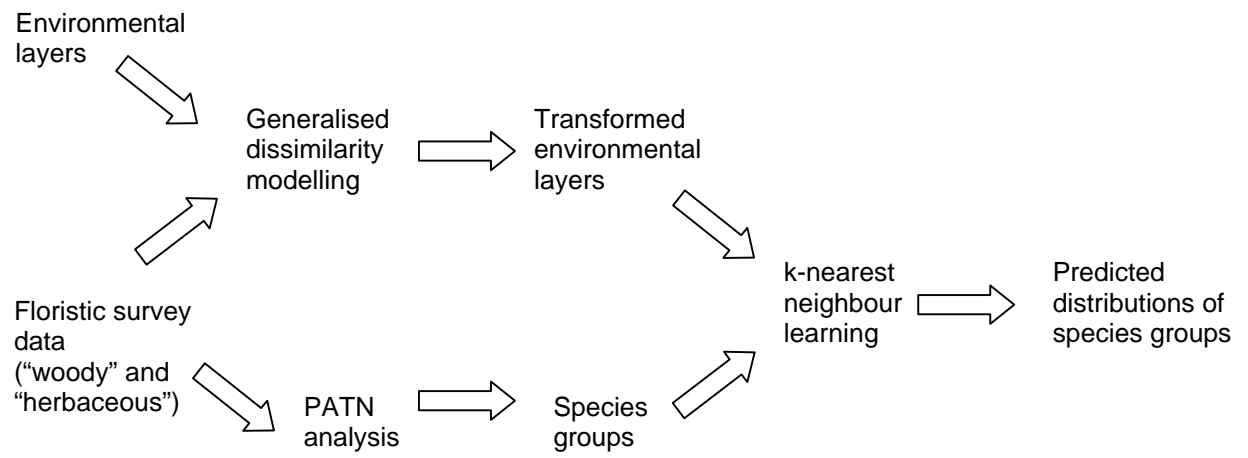 Environmental
layers
Generalised
dissimilarity
modelling
Transformed
environmental
layers
Floristic survey
data
(“woody” and
“herbaceous”)
PATN
analysis
Species
groups
k-nearest
neighbour
learning
Predicted
distributions of
species groups